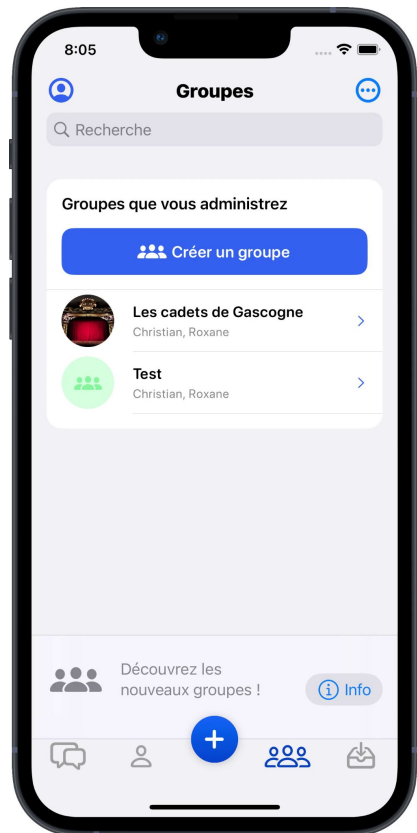 8:05
Groupes
Recherche
Groupes que vous administrez
Créer un groupe
Les cadets de Gascogne
Christian, Roxane
Test
Christian, Roxane
Découvrez les
nouveaux groupes !
Info